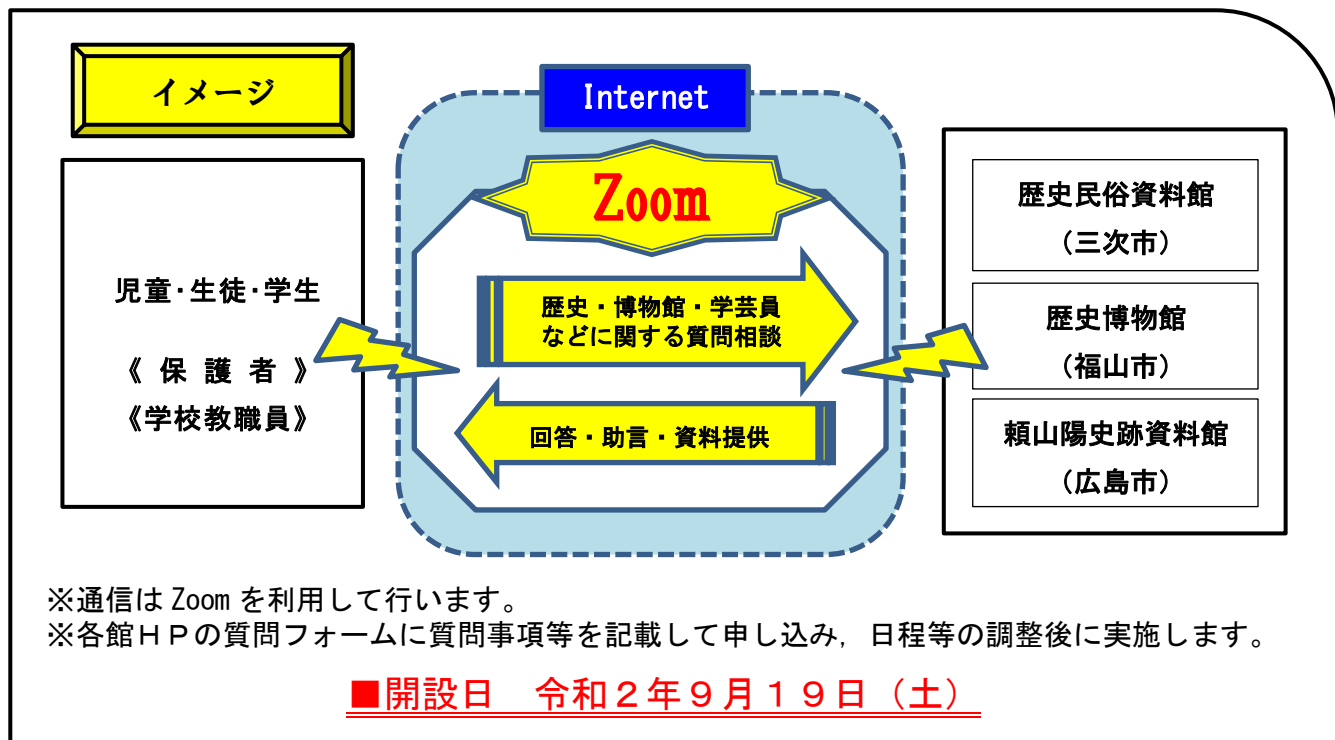 イメージ
Internet
Zoom
児童・生徒・学生
《 保 護 者 》
《学校教職員》
歴史・博物館・学芸員
などに関する質問相談
回答・助言・資料提供
歴史民俗資料館
（三次市）
歴史博物館
（福山市）
頼山陽史跡資料館
（広島市）
※通信は Zoom を利用して行います。
※各館ＨＰの質問フォームに質問事項等を記載して申し込み，日程等の調整後に実施します。
■開設日　令和２年９月１９日（土）